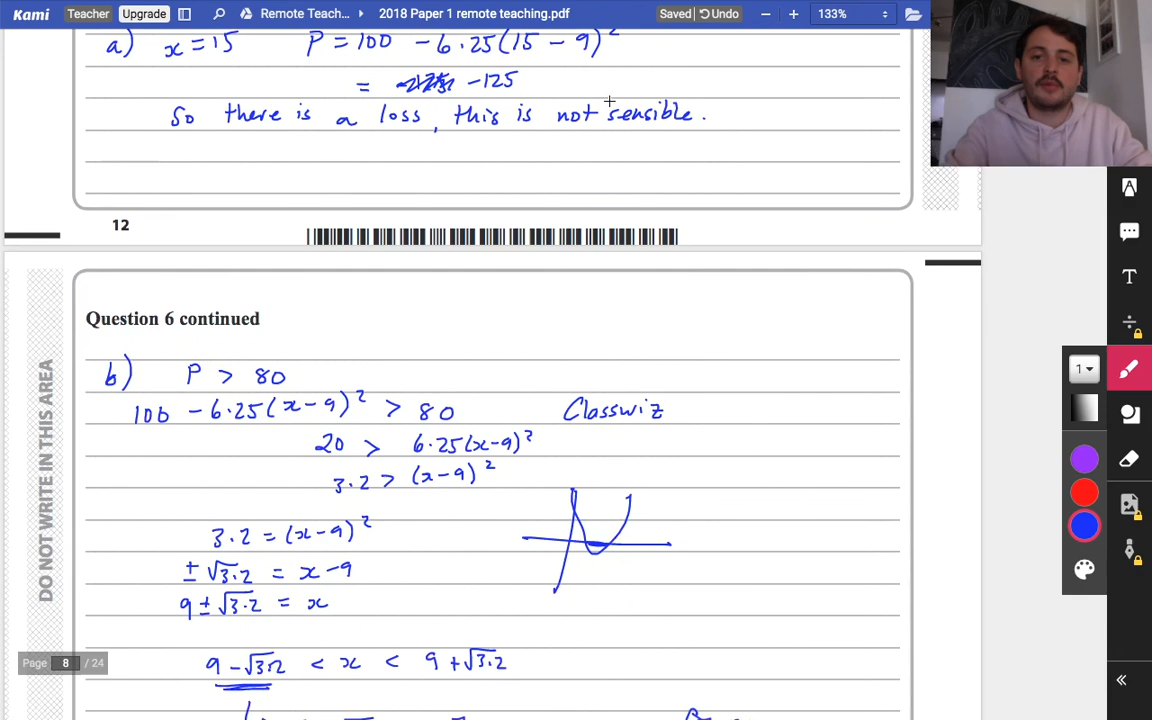 Kami Teacher Upgrade Remote Teach... 2018 Paper 1 remote teaching.pdf Saved Undo 133%
a) x = 15 P = 100 - 6.25(15 - 9)²
= -125
So there is a loss, this is not sensible.
12
Question 6 continued
DO NOT WRITE IN THIS AREA
b) P > 80
100 - 6.25(x-9)² > 80 Classwiz
20 > 6.25(x-9)²
3.2 > (x-9)²
3.2 = (x-9)²
± √3.2 = x-9
9 ± √3.2 = x
9 - √3.2 < x < 9 + √3.2
Page 8 / 24
1
T
A